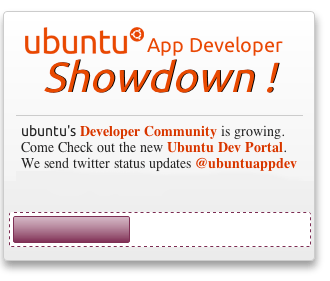 ubuntu App Developer
Showdown !
ubuntu's Developer Community is growing.
Come Check out the new Ubuntu Dev Portal.
We send twitter status updates @ubuntuappdev